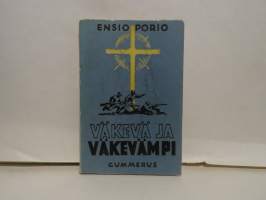 ENSIO PORIO
VÄKEVÄ JA
VÄKEVÄMPI
GUMMERUS